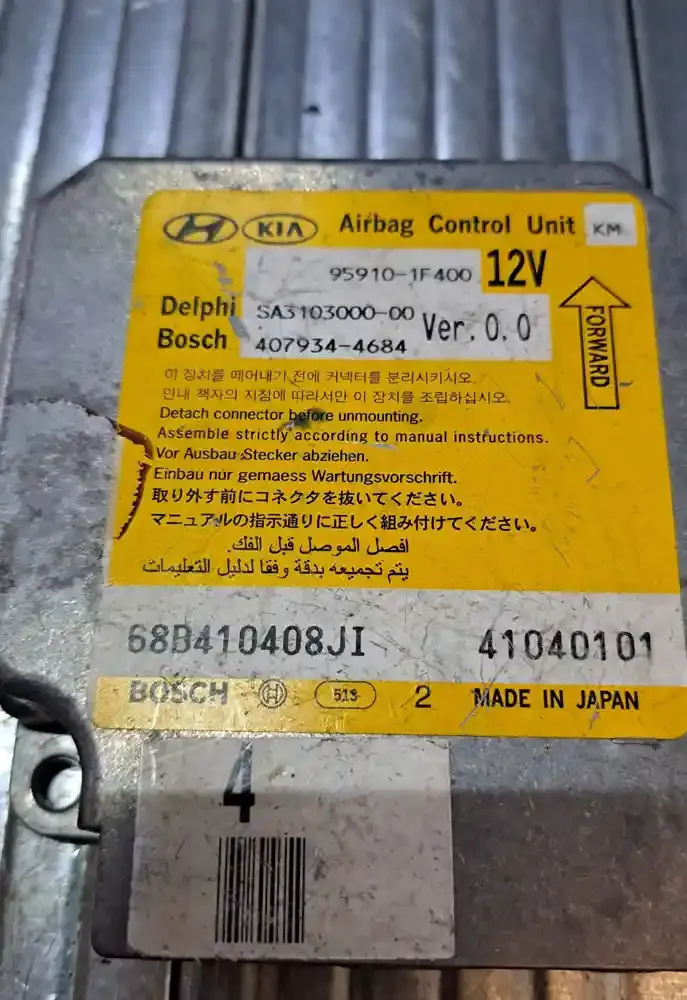 KIA Airbag Control Unit KM
95910-1F400 12V
Delphi SA3103000-00
Bosch 407934-4684 Ver.0.0
FORWARD
이 장치를 떼어내기 전에 커넥터를 분리시키시오.
안내 책자의 지침에 따라서만 이 장치를 조립하십시오.
Detach connector before unmounting.
Assemble strictly according to manual instructions.
Vor Ausbau Stecker abziehen.
Einbau nur gemaess Wartungsvorschrift.
取り外す前にコネクタを抜いてください。
マニュアルの指示通りに正しく組み付けてください。
افصل الموصل قبل الفك.
يتم تجميعه بدقة وفقا لدليل التعليمات
68B410408JI 41040101
BOSCH 513 2 MADE IN JAPAN
4